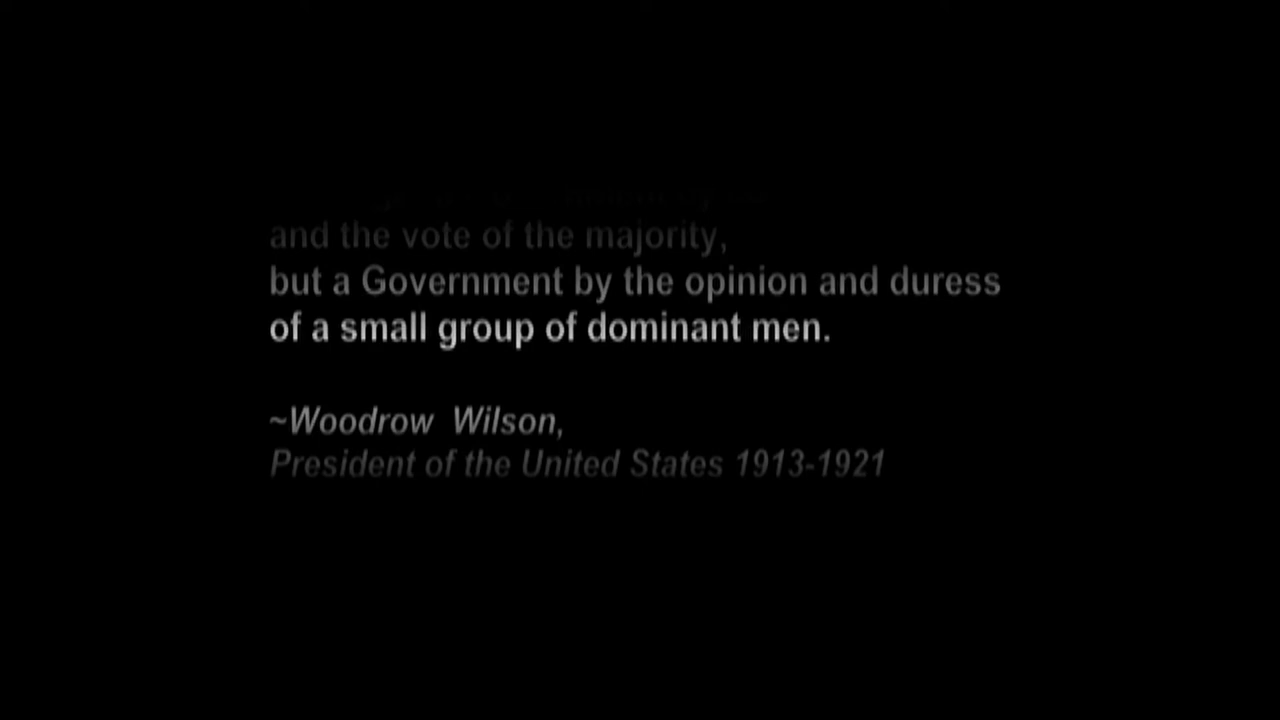 and the vote of the majority,
but a Government by the opinion and duress
of a small group of dominant men.
~Woodrow Wilson,
President of the United States 1913-1921